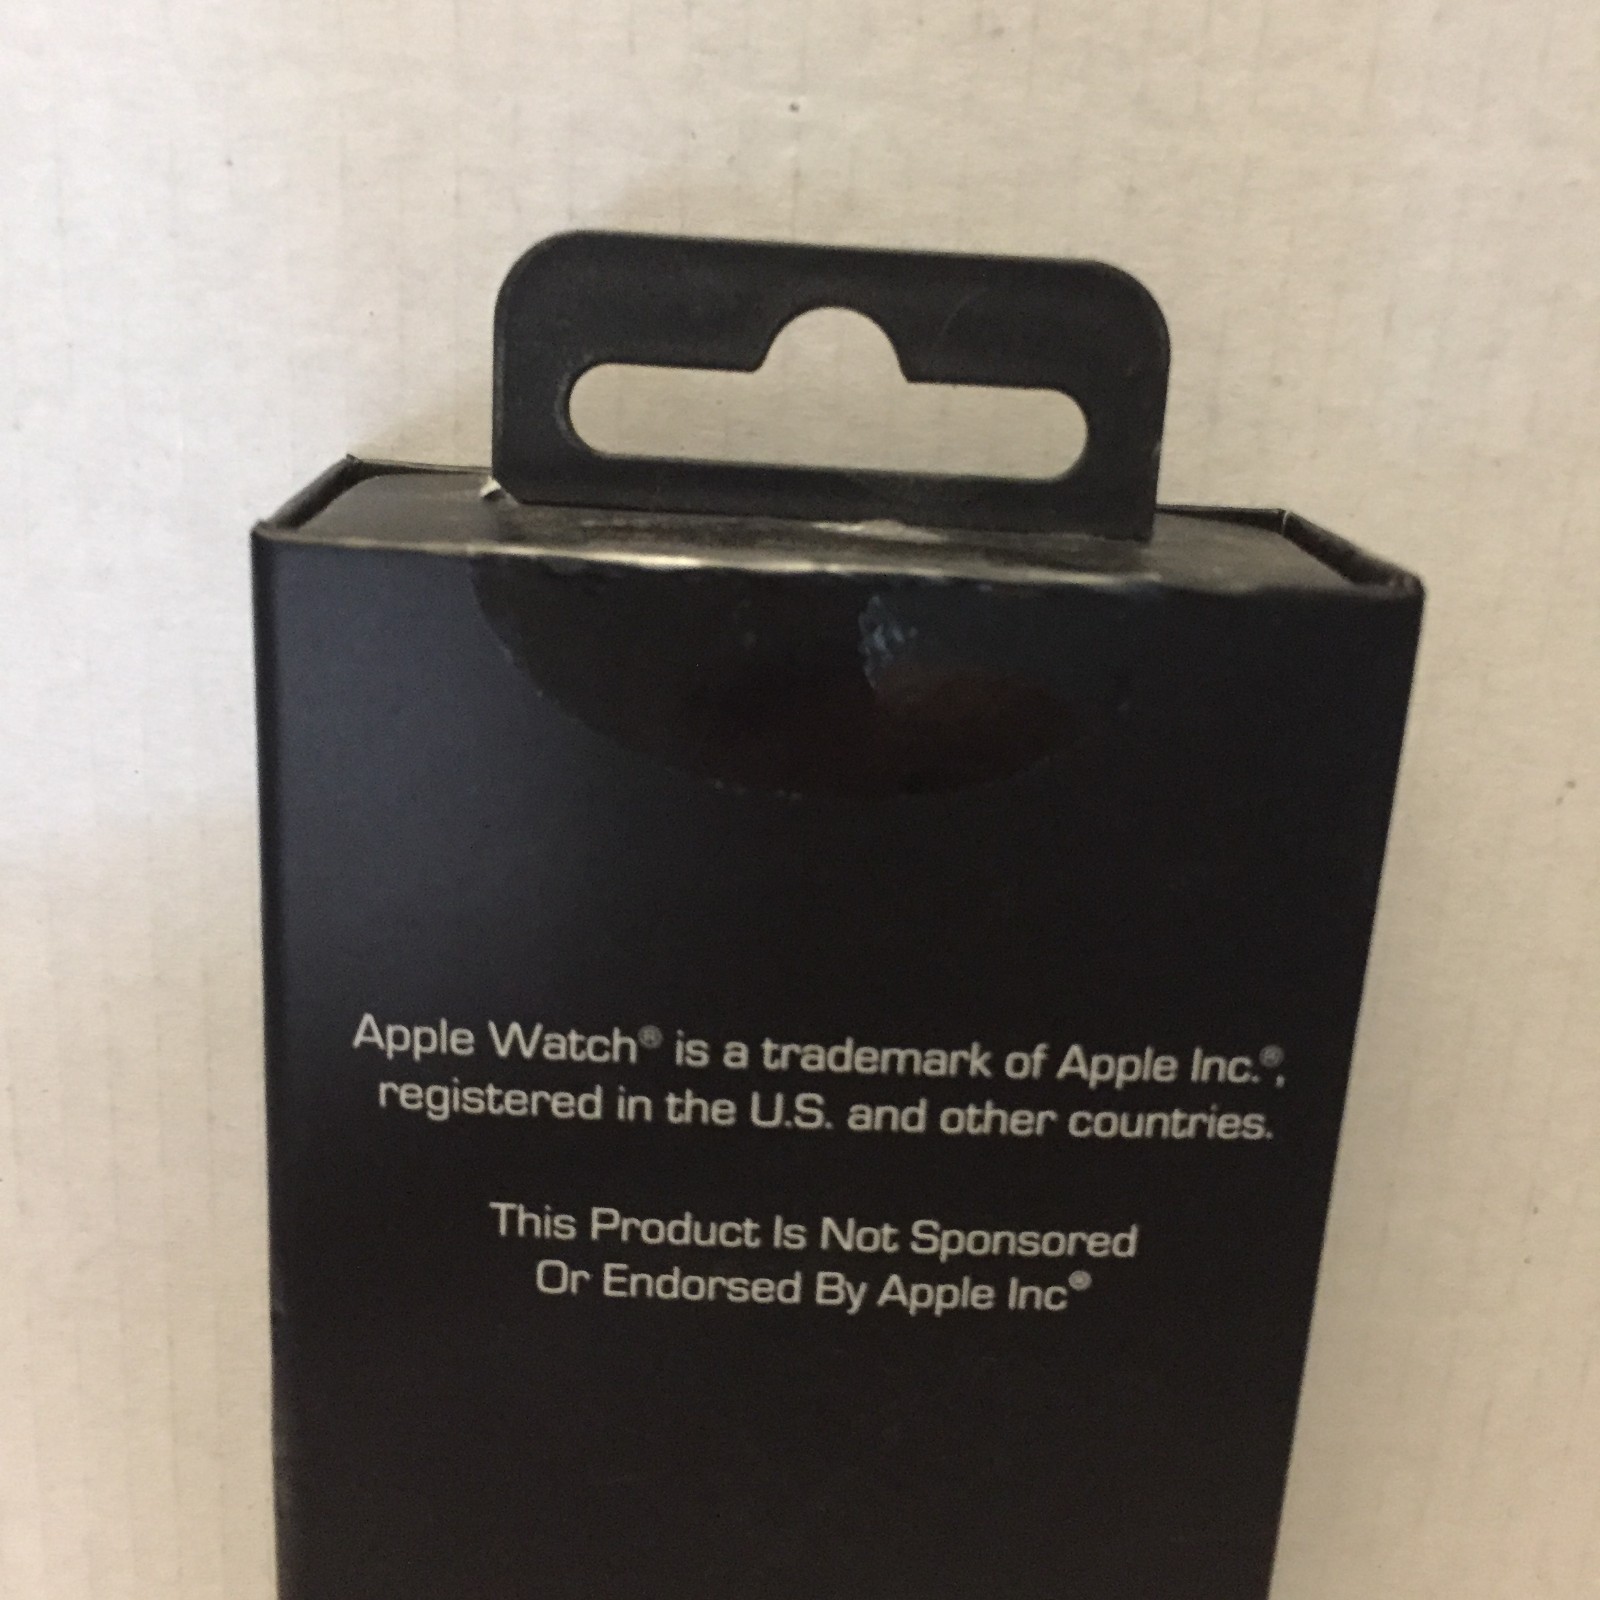 Apple Watch® is a trademark of Apple Inc.®,
registered in the U.S. and other countries.
This Product Is Not Sponsored
Or Endorsed By Apple Inc®